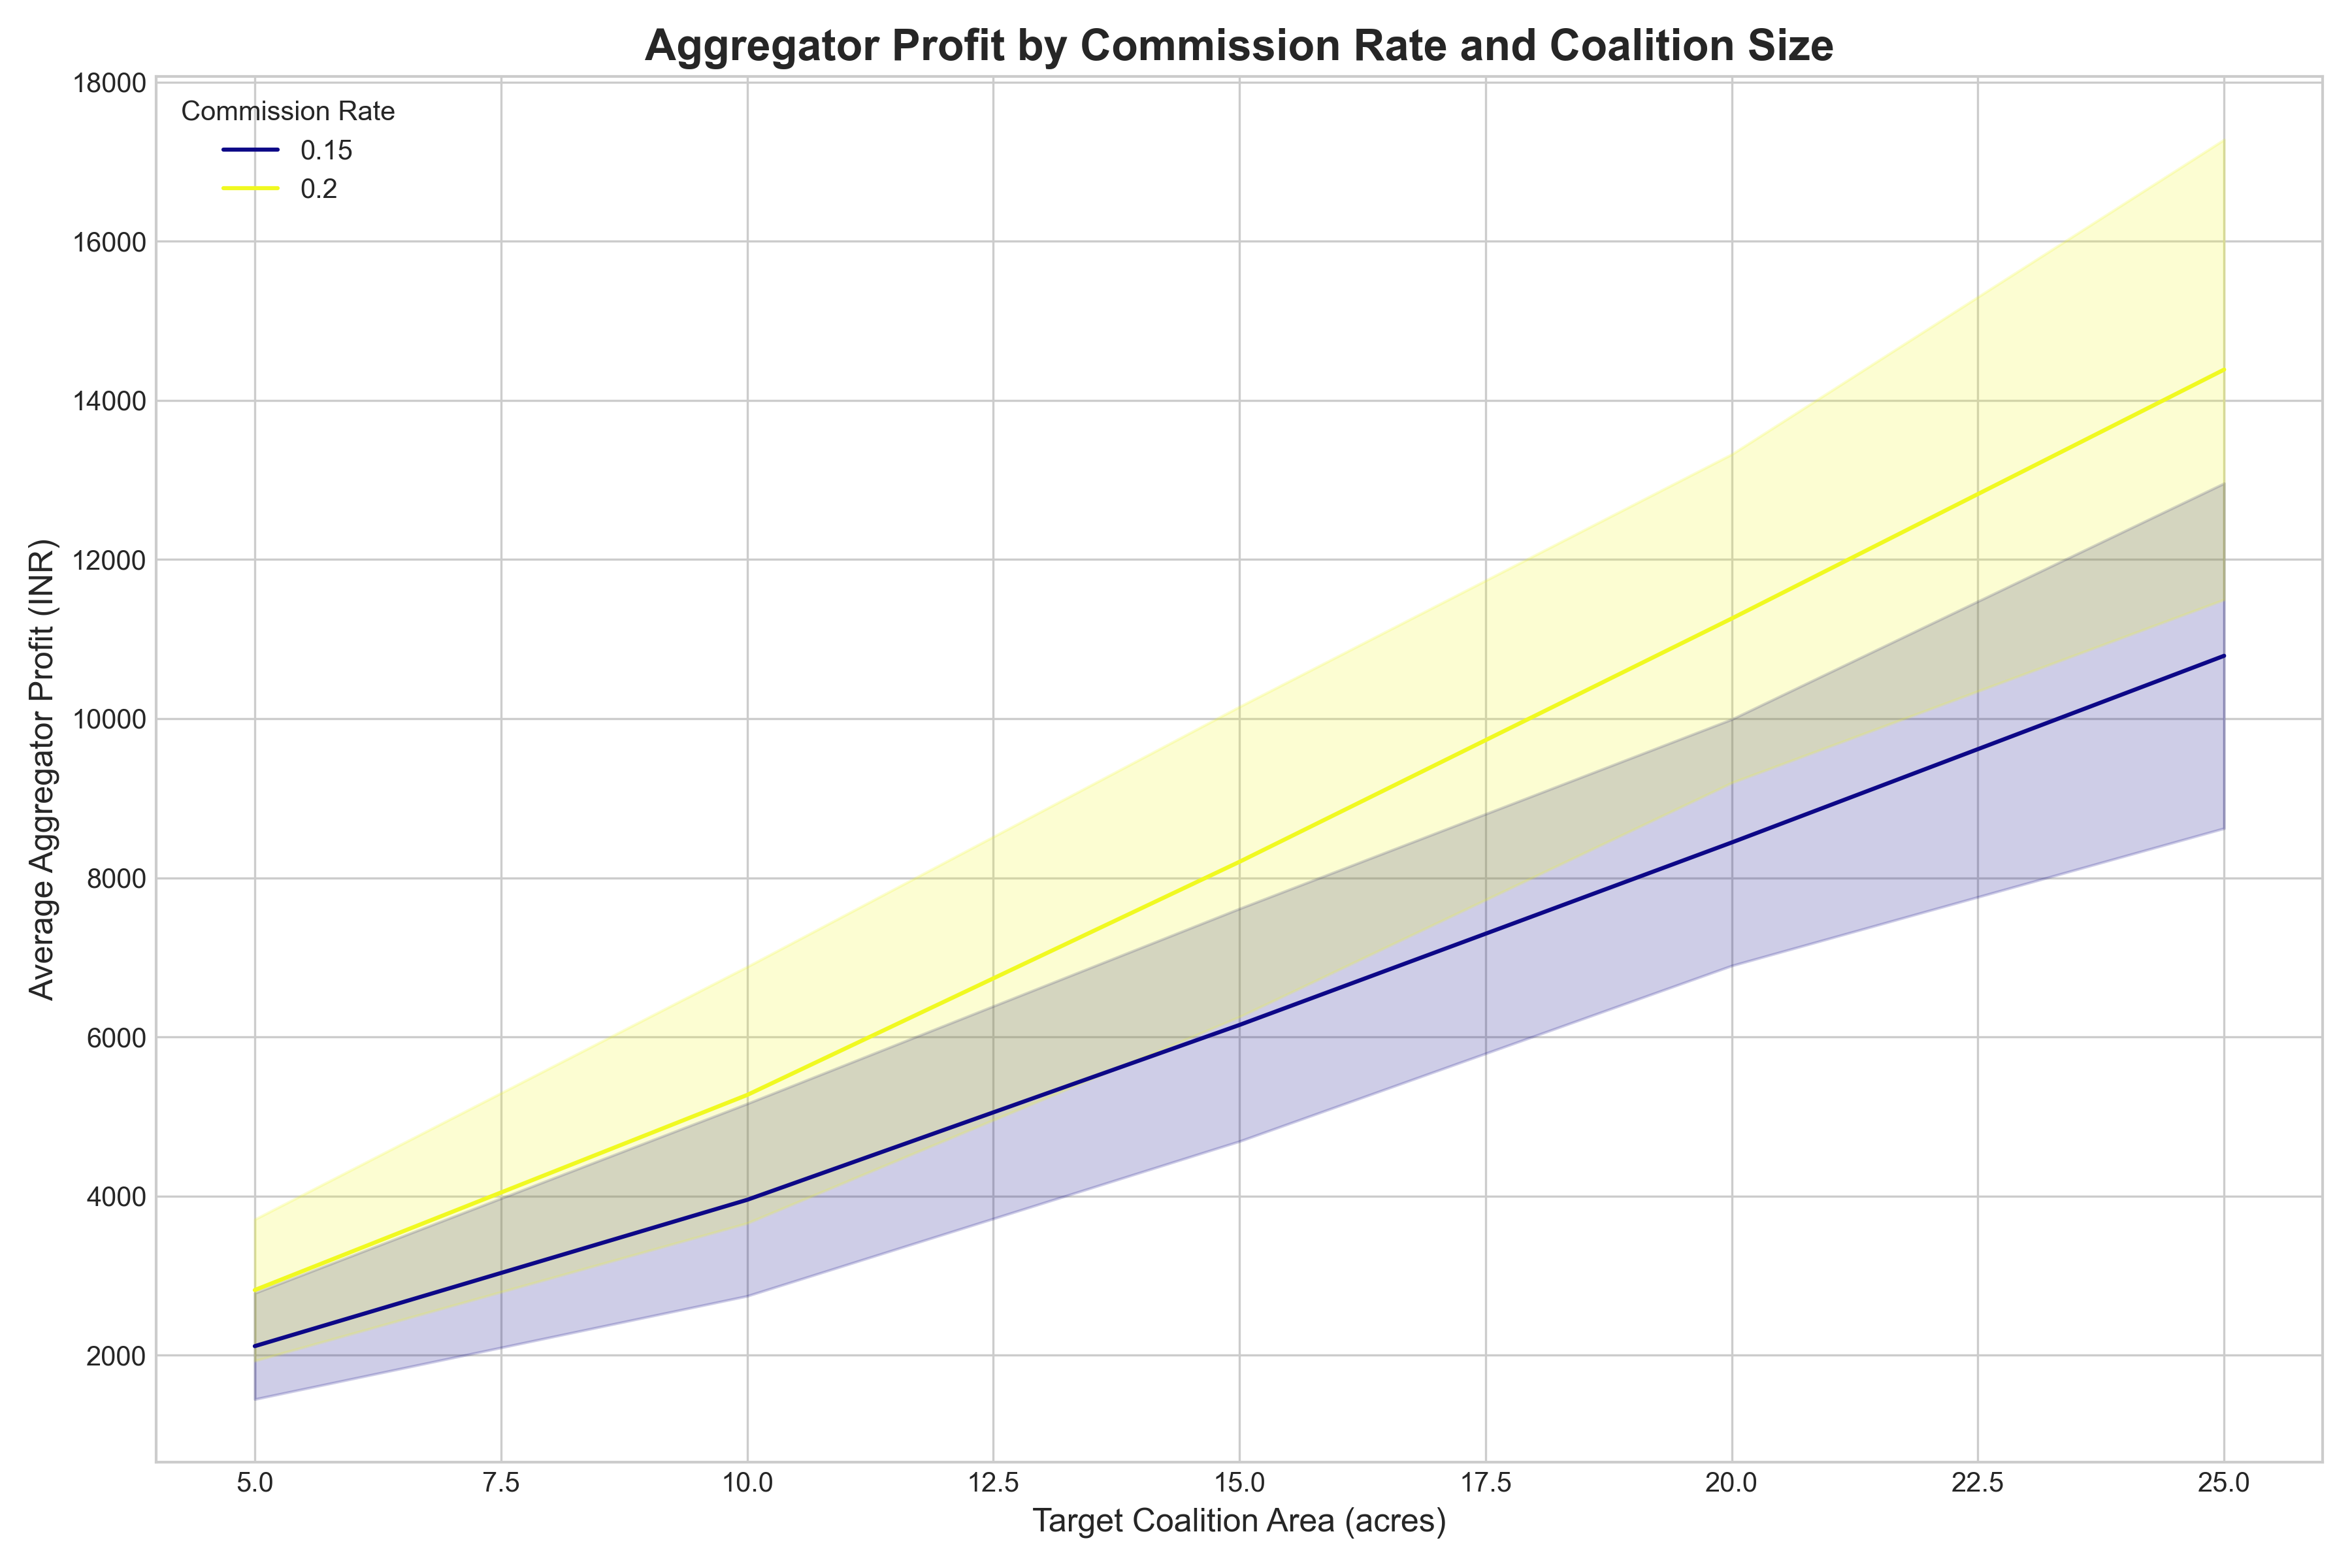 Aggregator Profit by Commission Rate and Coalition Size
Commission Rate
0.15
0.2
Average Aggregator Profit (INR)
18000
16000
14000
12000
10000
8000
6000
4000
2000
5.0 7.5 10.0 12.5 15.0 17.5 20.0 22.5 25.0
Target Coalition Area (acres)